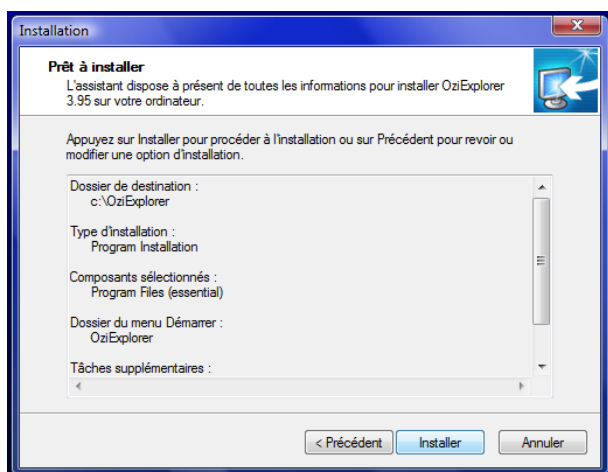 Installation
Prêt à installer
L'assistant dispose à présent de toutes les informations pour installer OziExplorer
3.95 sur votre ordinateur.
Appuyez sur Installer pour procéder à l'installation ou sur Précédent pour revoir ou
modifier une option d'installation.
Dossier de destination :
c:\OziExplorer
Type d'installation :
Program Installation
Composants sélectionnés :
Program Files (essential)
Dossier du menu Démarrer :
OziExplorer
Tâches supplémentaires :
< Précédent
Installer
Annuler